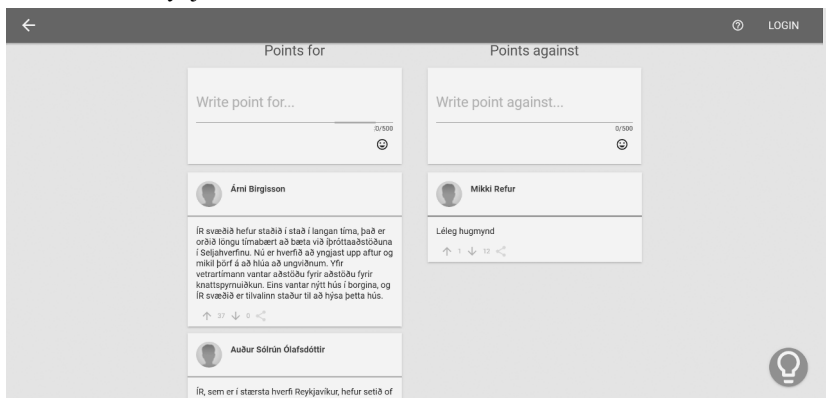 LOGIN
Points for
Points against
Write point for...
0/500
Write point against...
0/500
Árni Birgisson
ÍR svæðið hefur staðið í stað í langan tíma, það er
orðið löngu tímabært að bæta við íþróttaaðstöðuna
í Seljahverfinu. Nú er hverfið að yngjast upp aftur og
mikil þörf á að hlúa að ungviðnum. Yfir
vetrartímann vantar aðstöðu fyrir aðstöðu fyrir
knattspyrnuiðkun. Eins vantar nýtt hús í borgina, og
ÍR svæðið er tilvalinn staður til að hýsa þetta hús.
37 0
Auður Sólrún Ólafsdóttir
ÍR, sem er í stærsta hverfi Reykjavíkur, hefur setið of
Mikki Refur
Léleg hugmynd
1 12